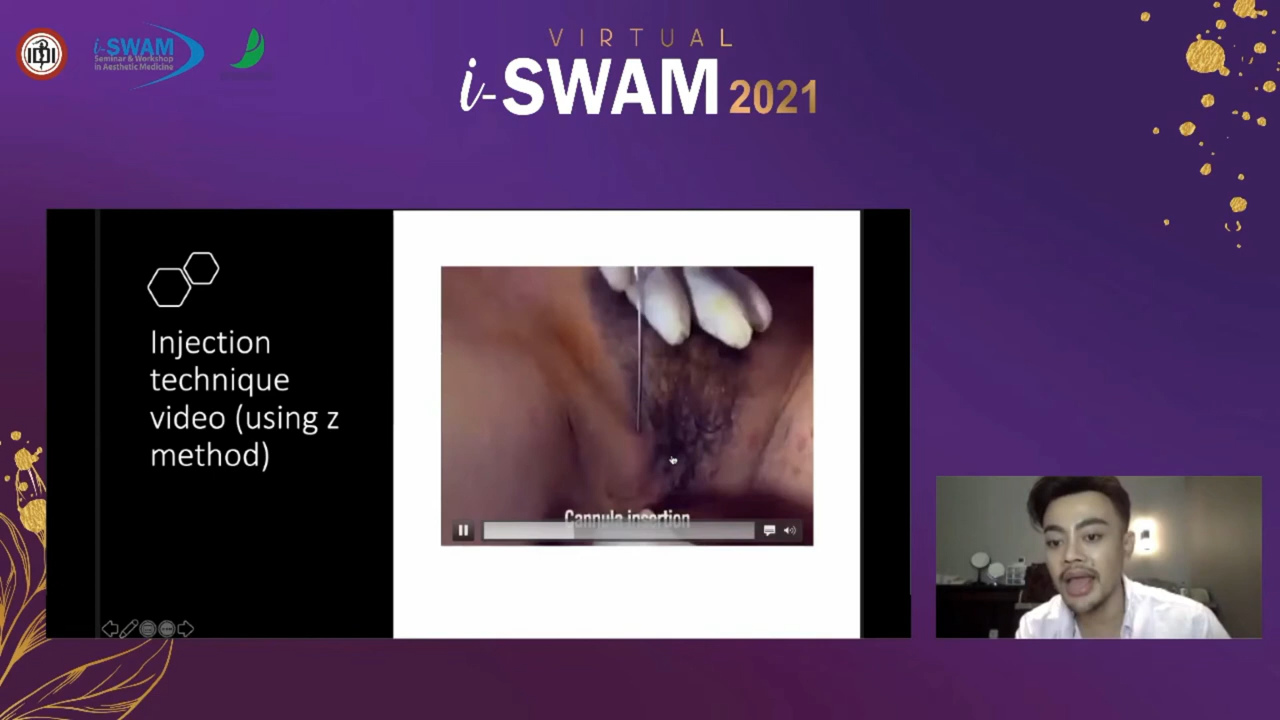 VIRTUAL
i-SWAM 2021
i-SWAM
Seminar & Workshop
in Aesthetic Medicine
Injection
technique
video (using z
method)
Cannula insertion